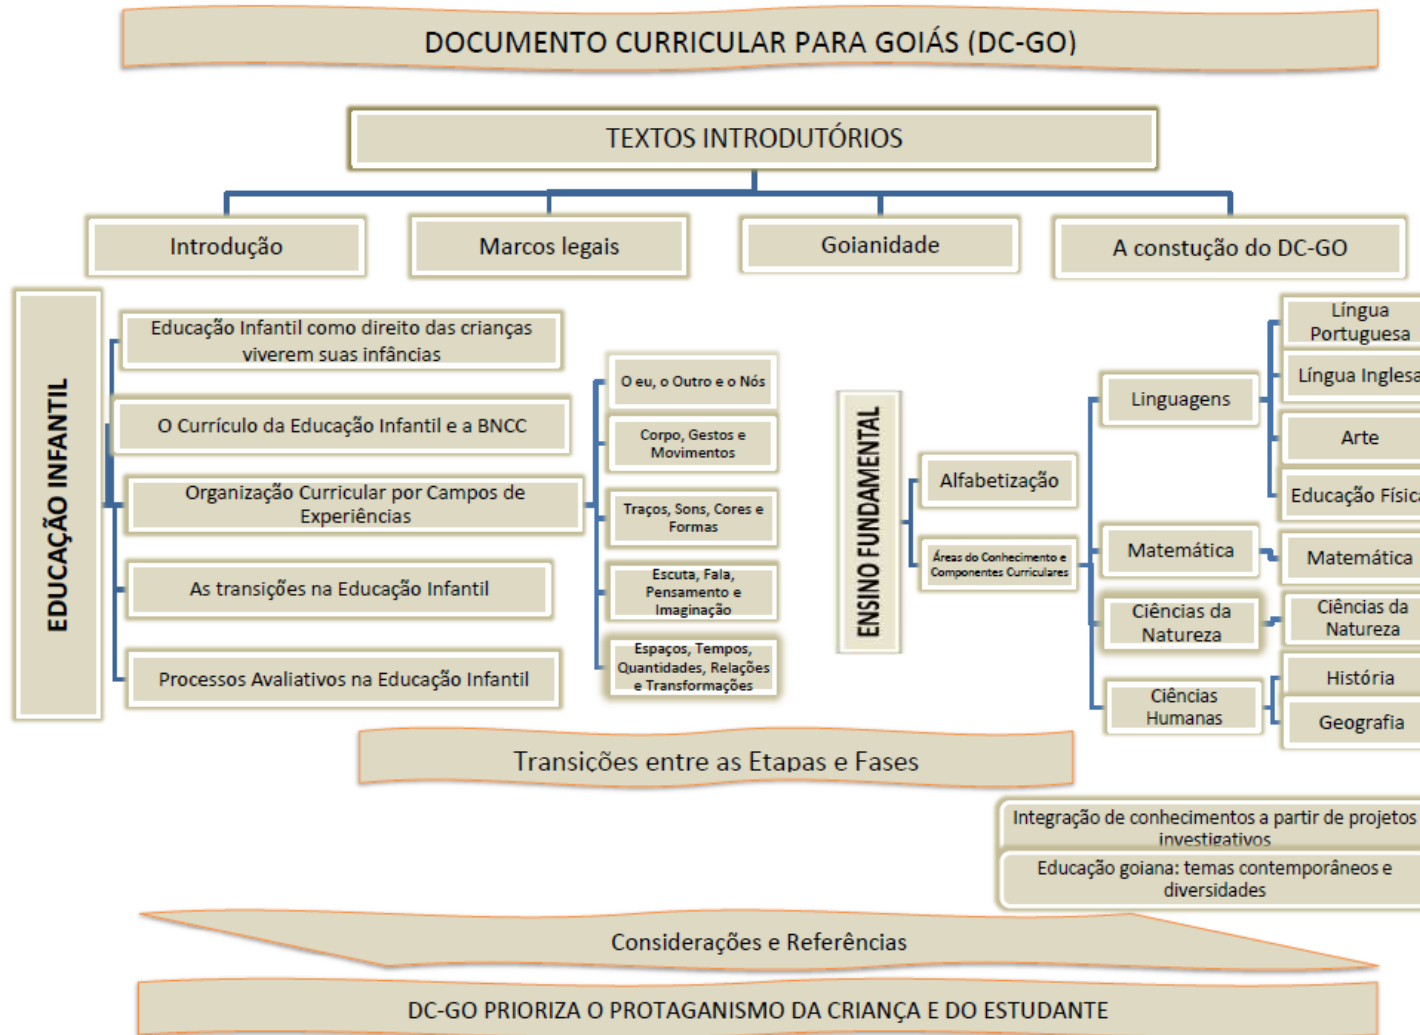 DOCUMENTO CURRICULAR PARA GOIÁS (DC-GO)
TEXTOS INTRODUTÓRIOS
Introdução
Marcos legais
Goianidade
A constução do DC-GO
EDUCAÇÃO INFANTIL
Educação Infantil como direito das crianças
viverem suas infâncias
O Currículo da Educação Infantil e a BNCC
Organização Curricular por Campos de
Experiências
As transições na Educação Infantil
Processos Avaliativos na Educação Infantil
O eu, o Outro e o Nós
Corpo, Gestos e
Movimentos
Traços, Sons, Cores e
Formas
Escuta, Fala,
Pensamento e
Imaginação
Espaços, Tempos,
Quantidades, Relações
e Transformações
ENSINO FUNDAMENTAL
Alfabetização
Áreas do Conhecimento e
Componentes Curriculares
Linguagens
Língua
Portuguesa
Língua Inglesa
Arte
Educação Física
Matemática
Matemática
Ciências da
Natureza
Ciências da
Natureza
Ciências
Humanas
História
Geografia
Transições entre as Etapas e Fases
Integração de conhecimentos a partir de projetos
investigativos
Educação goiana: temas contemporâneos e
diversidades
Considerações e Referências
DC-GO PRIORIZA O PROTAGANISMO DA CRIANÇA E DO ESTUDANTE